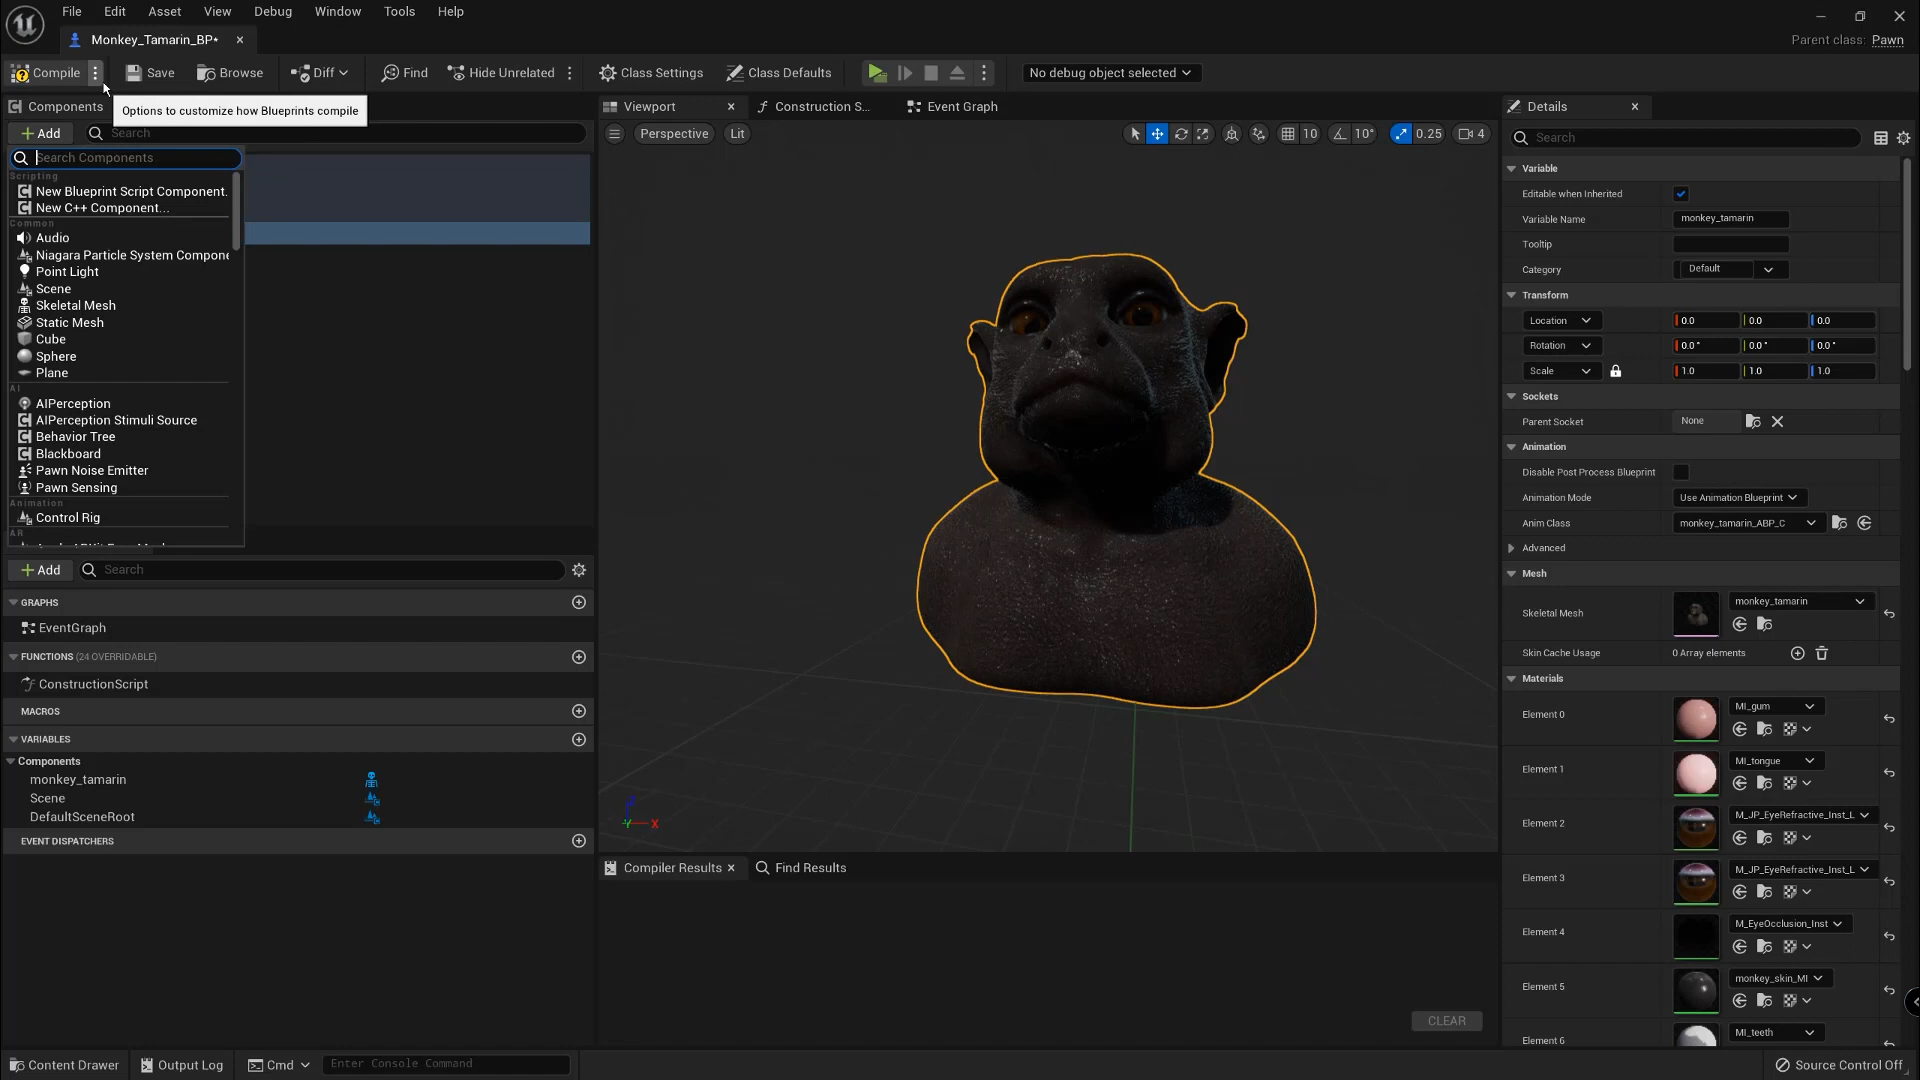 File Edit Asset View Debug Window Tools Help
Monkey_Tamarin_BP*
Parent class: Pawn
Compile Save Browse Diff Find Hide Unrelated Class Settings Class Defaults No debug object selected
Components
Options to customize how Blueprints compile
Viewport Construction S... Event Graph
Details
+ Add Search
Perspective Lit 10 10° 0.25 4
Search
Search Components
Scripting
New Blueprint Script Component.
New C++ Component...
Common
Audio
Niagara Particle System Compone
Point Light
Scene
Skeletal Mesh
Static Mesh
Cube
Sphere
Plane
AI
AIPerception
AIPerception Stimuli Source
Behavior Tree
Blackboard
Pawn Noise Emitter
Pawn Sensing
Animation
Control Rig
AR
+ Add Search
GRAPHS
EventGraph
FUNCTIONS (24 OVERRIDABLE)
ConstructionScript
MACROS
VARIABLES
Components
monkey_tamarin
Scene
DefaultSceneRoot
EVENT DISPATCHERS
Z
Y X
Compiler Results Find Results
CLEAR
Variable
Editable when Inherited
Variable Name monkey_tamarin
Tooltip
Category Default
Transform
Location 0.0 0.0 0.0
Rotation 0.0° 0.0° 0.0°
Scale 1.0 1.0 1.0
Sockets
Parent Socket None
Animation
Disable Post Process Blueprint
Animation Mode Use Animation Blueprint
Anim Class monkey_tamarin_ABP_C
Advanced
Mesh
Skeletal Mesh monkey_tamarin
Skin Cache Usage 0 Array elements
Materials
Element 0 MI_gum
Element 1 MI_tongue
Element 2 M_JP_EyeRefractive_Inst_L
Element 3 M_JP_EyeRefractive_Inst_L
Element 4 M_EyeOcclusion_Inst
Element 5 monkey_skin_MI
Element 6 MI_teeth
Content Drawer Output Log Cmd Enter Console Command
Source Control Off